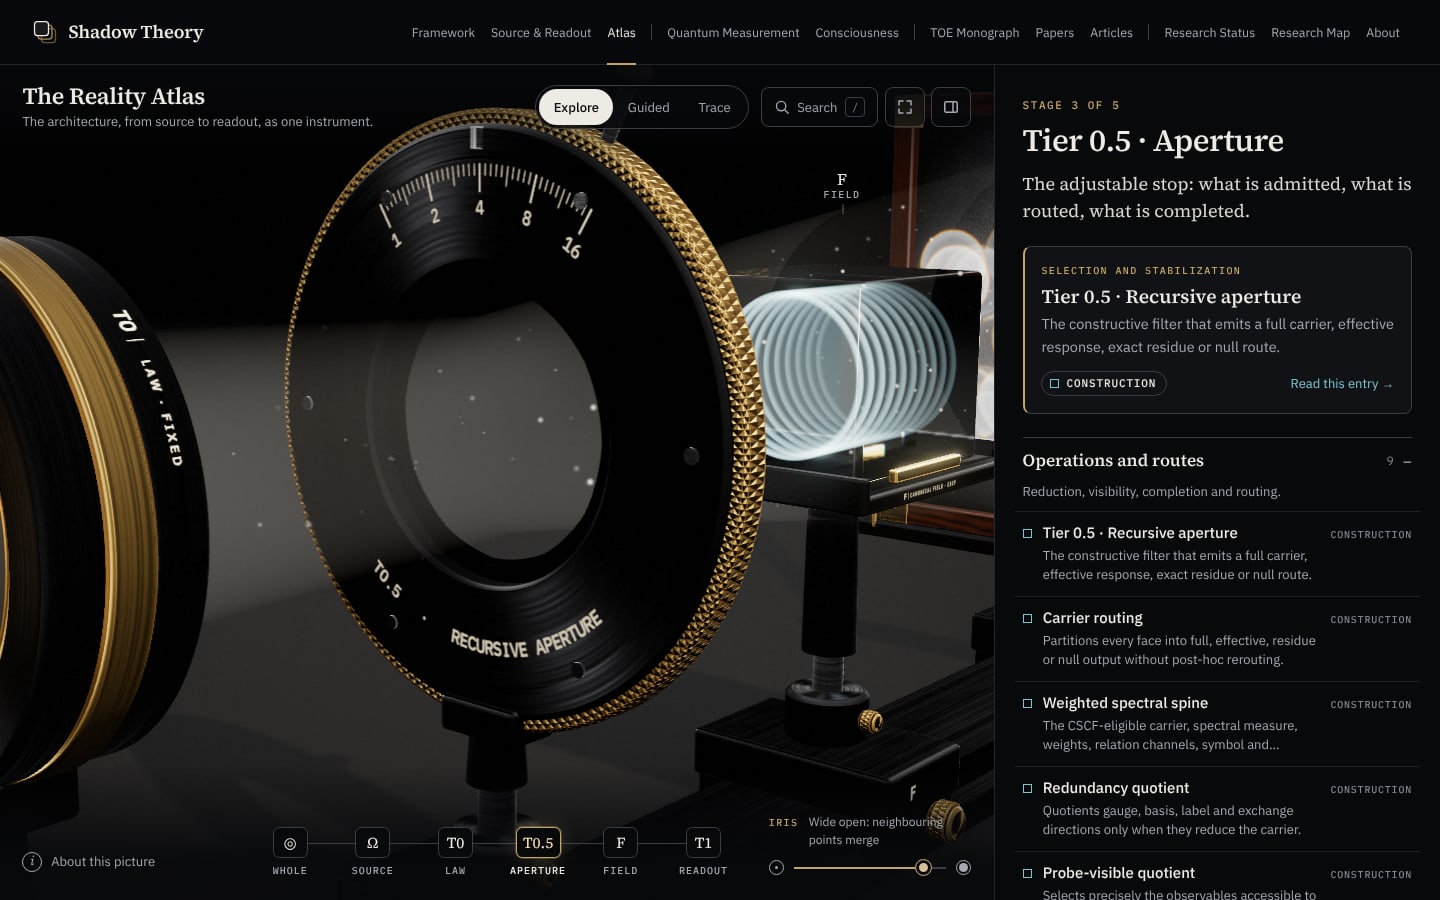 Shadow Theory
Framework
Source & Readout
Atlas
Quantum Measurement
Consciousness
TOE Monograph
Papers
Articles
Research Status
Research Map
About
The Reality Atlas
The architecture, from source to readout, as one instrument.
Explore
Guided
Trace
Search /
1 2 4 8 16
F
FIELD
T0 | LAW · FIXED
T0.5 · RECURSIVE APERTURE
F | CANONICAL FIELD · CSCF
F
IRIS Wide open: neighbouring
points merge
i About this picture
◎ Ω T0 T0.5 F T1
WHOLE SOURCE LAW APERTURE FIELD READOUT
STAGE 3 OF 5
Tier 0.5 · Aperture
The adjustable stop: what is admitted, what is
routed, what is completed.
SELECTION AND STABILIZATION
Tier 0.5 · Recursive aperture
The constructive filter that emits a full carrier, effective
response, exact residue or null route.
CONSTRUCTION
Read this entry →
Operations and routes 9 –
Reduction, visibility, completion and routing.
Tier 0.5 · Recursive aperture CONSTRUCTION
The constructive filter that emits a full carrier,
effective response, exact residue or null route.
Carrier routing CONSTRUCTION
Partitions every face into full, effective, residue
or null output without post-hoc rerouting.
Weighted spectral spine CONSTRUCTION
The CSCF-eligible carrier, spectral measure,
weights, relation channels, symbol and...
Redundancy quotient CONSTRUCTION
Quotients gauge, basis, label and exchange
directions only when they reduce the carrier.
Probe-visible quotient CONSTRUCTION
Selects precisely the observables accessible to